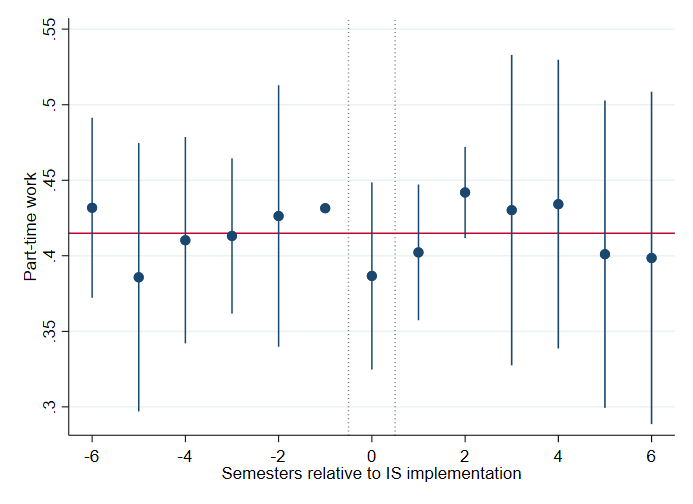 Part-time work
.55
.5
.45
.4
.35
.3
-6 -4 -2 0 2 4 6
Semesters relative to IS implementation